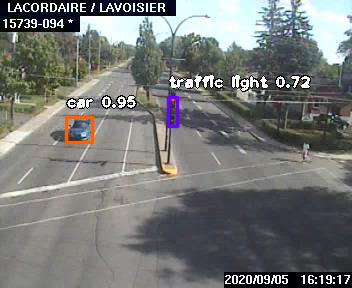 LACORDAIRE / LAVOISIER
15739-094 *
traffic light 0.72
car 0.95
2020/09/05 16:19:17